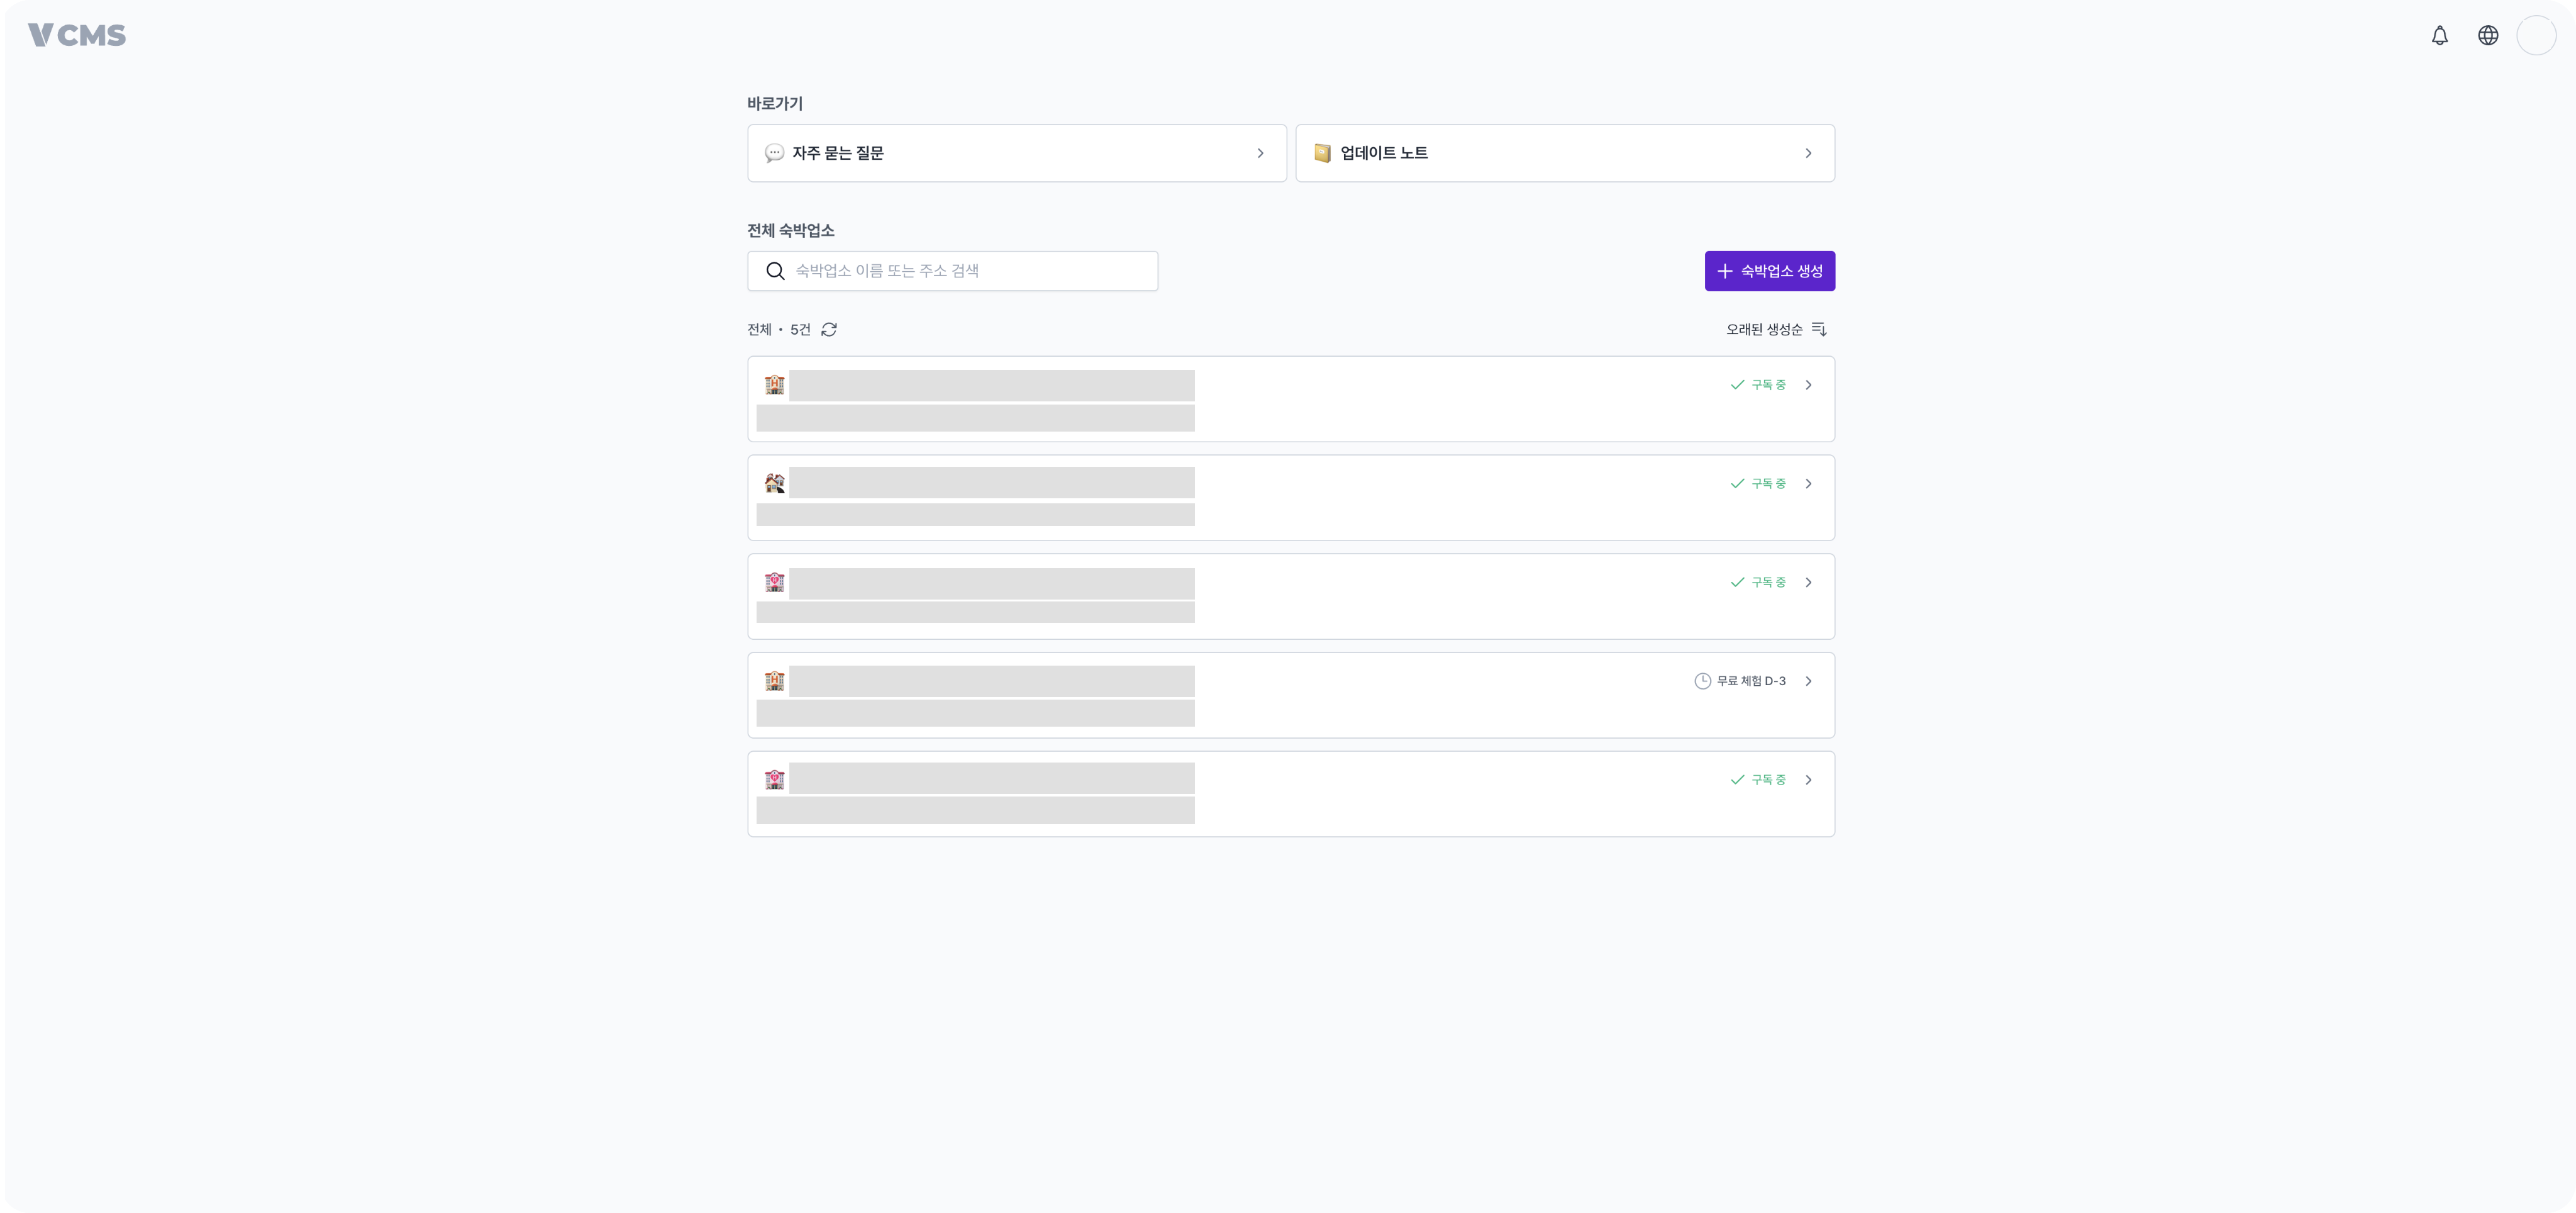 VCMS
바로가기
자주 묻는 질문
업데이트 노트
전체 숙박업소
숙박업소 이름 또는 주소 검색
숙박업소 생성
전체 • 5건
오래된 생성순
구독 중
구독 중
구독 중
무료 체험 D-3
구독 중